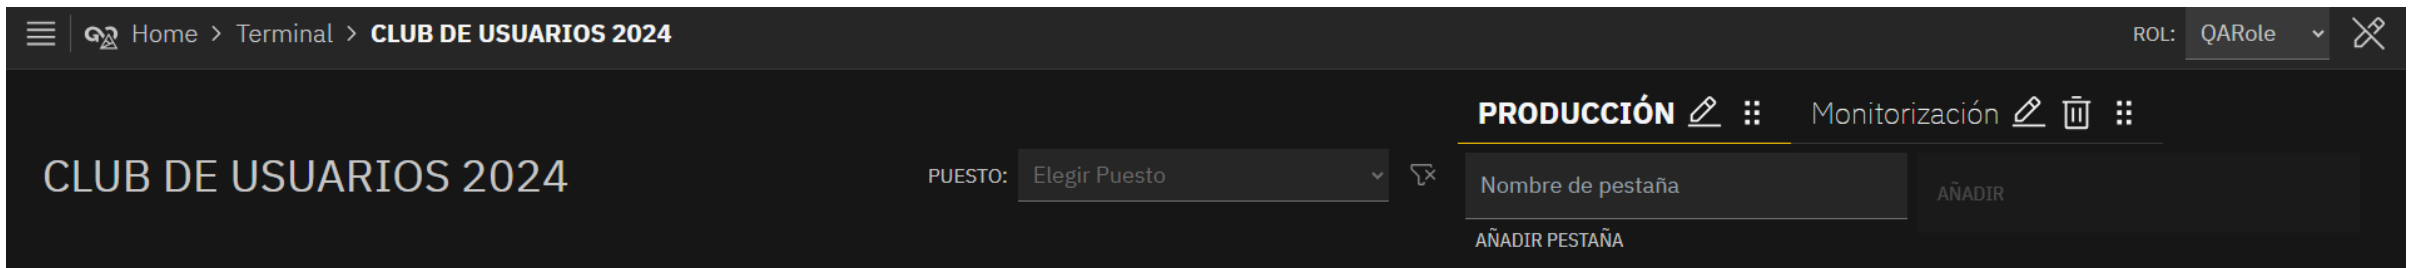 Home > Terminal > CLUB DE USUARIOS 2024
ROL: QARole
PRODUCCIÓN Monitorización
CLUB DE USUARIOS 2024
PUESTO: Elegir Puesto
Nombre de pestaña
AÑADIR
AÑADIR PESTAÑA